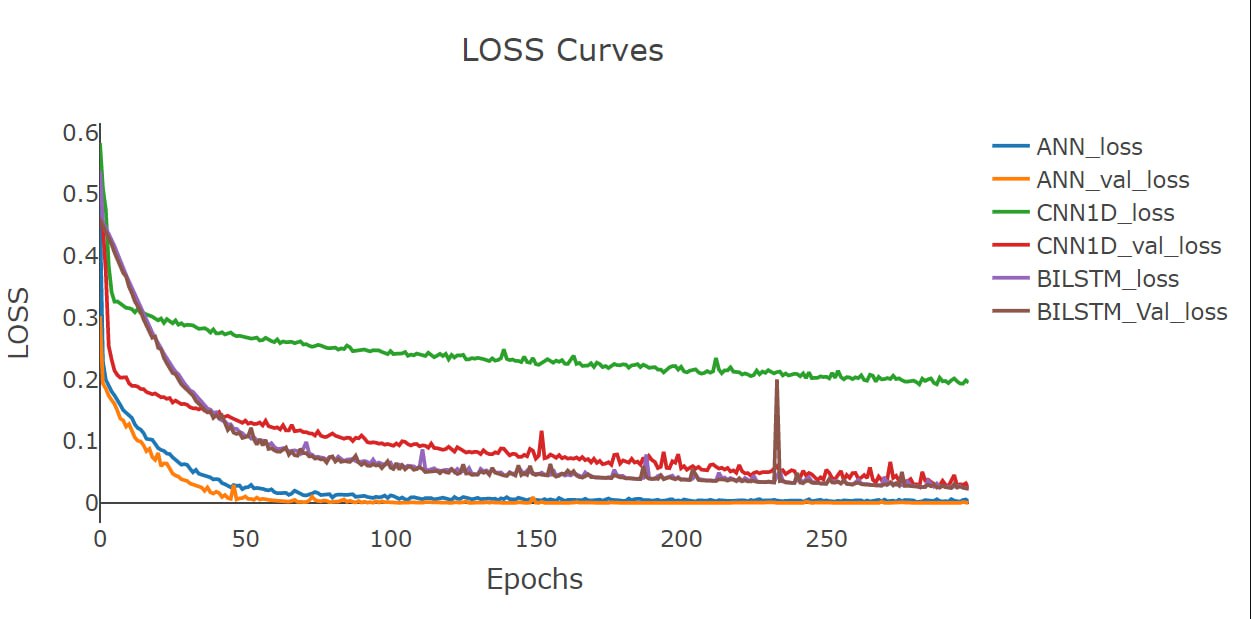 LOSS Curves
LOSS
0.6
0.5
0.4
0.3
0.2
0.1
0
0 50 100 150 200 250
Epochs
ANN_loss
ANN_val_loss
CNN1D_loss
CNN1D_val_loss
BILSTM_loss
BILSTM_Val_loss